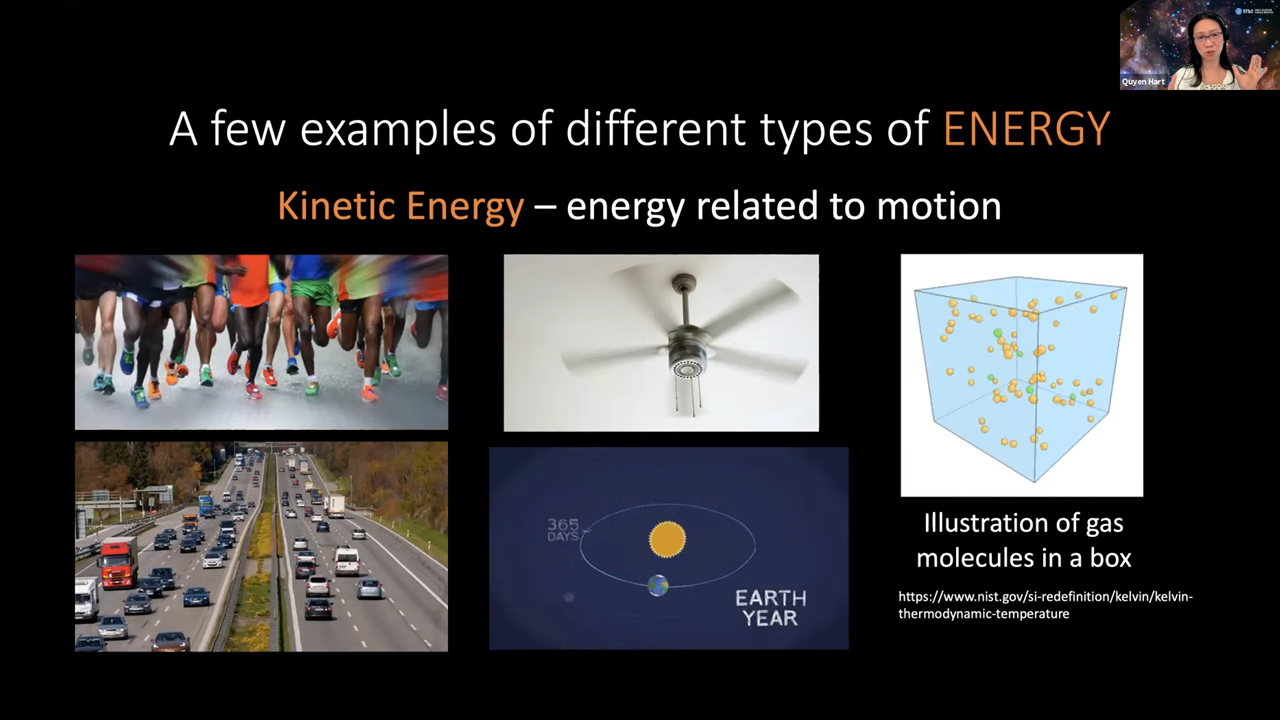 A few examples of different types of ENERGY
Kinetic Energy – energy related to motion
365
DAYS
EARTH
YEAR
Illustration of gas
molecules in a box
https://www.nist.gov/si-redefinition/kelvin/kelvin-
thermodynamic-temperature
Quyen Hart